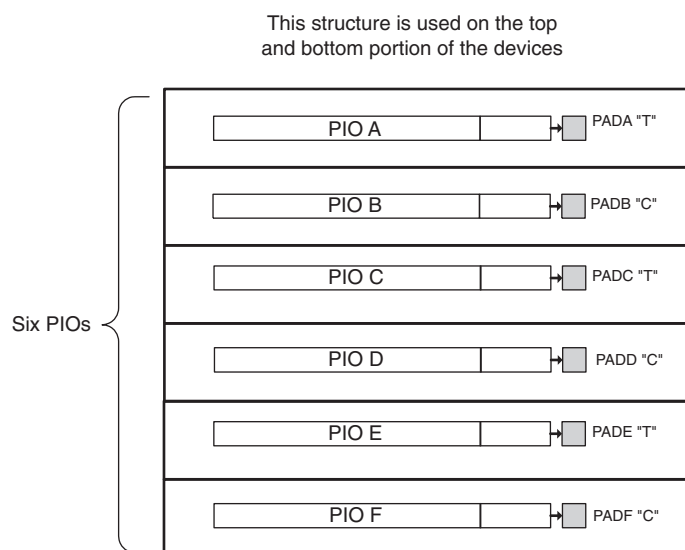 This structure is used on the top
and bottom portion of the devices
PIO A
PADA "T"
PIO B
PADB "C"
PIO C
PADC "T"
Six PIOs
PIO D
PADD "C"
PIO E
PADE "T"
PIO F
PADF "C"